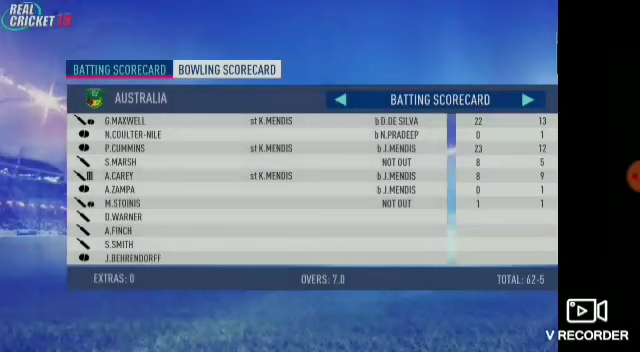 REAL
CRICKET 19
BATTING SCORECARD BOWLING SCORECARD
AUSTRALIA BATTING SCORECARD
G.MAXWELL st K.MENDIS b D.DE SILVA 22 13
N.COULTER-NILE b N.PRADEEP 0 1
P.CUMMINS st K.MENDIS b J.MENDIS 23 12
S.MARSH NOT OUT 8 5
A.CAREY st K.MENDIS b J.MENDIS 8 9
A.ZAMPA b J.MENDIS 0 1
M.STOINIS NOT OUT 1 1
D.WARNER
A.FINCH
S.SMITH
J.BEHRENDORFF
EXTRAS: 0 OVERS: 7.0 TOTAL: 62-5
V RECORDER